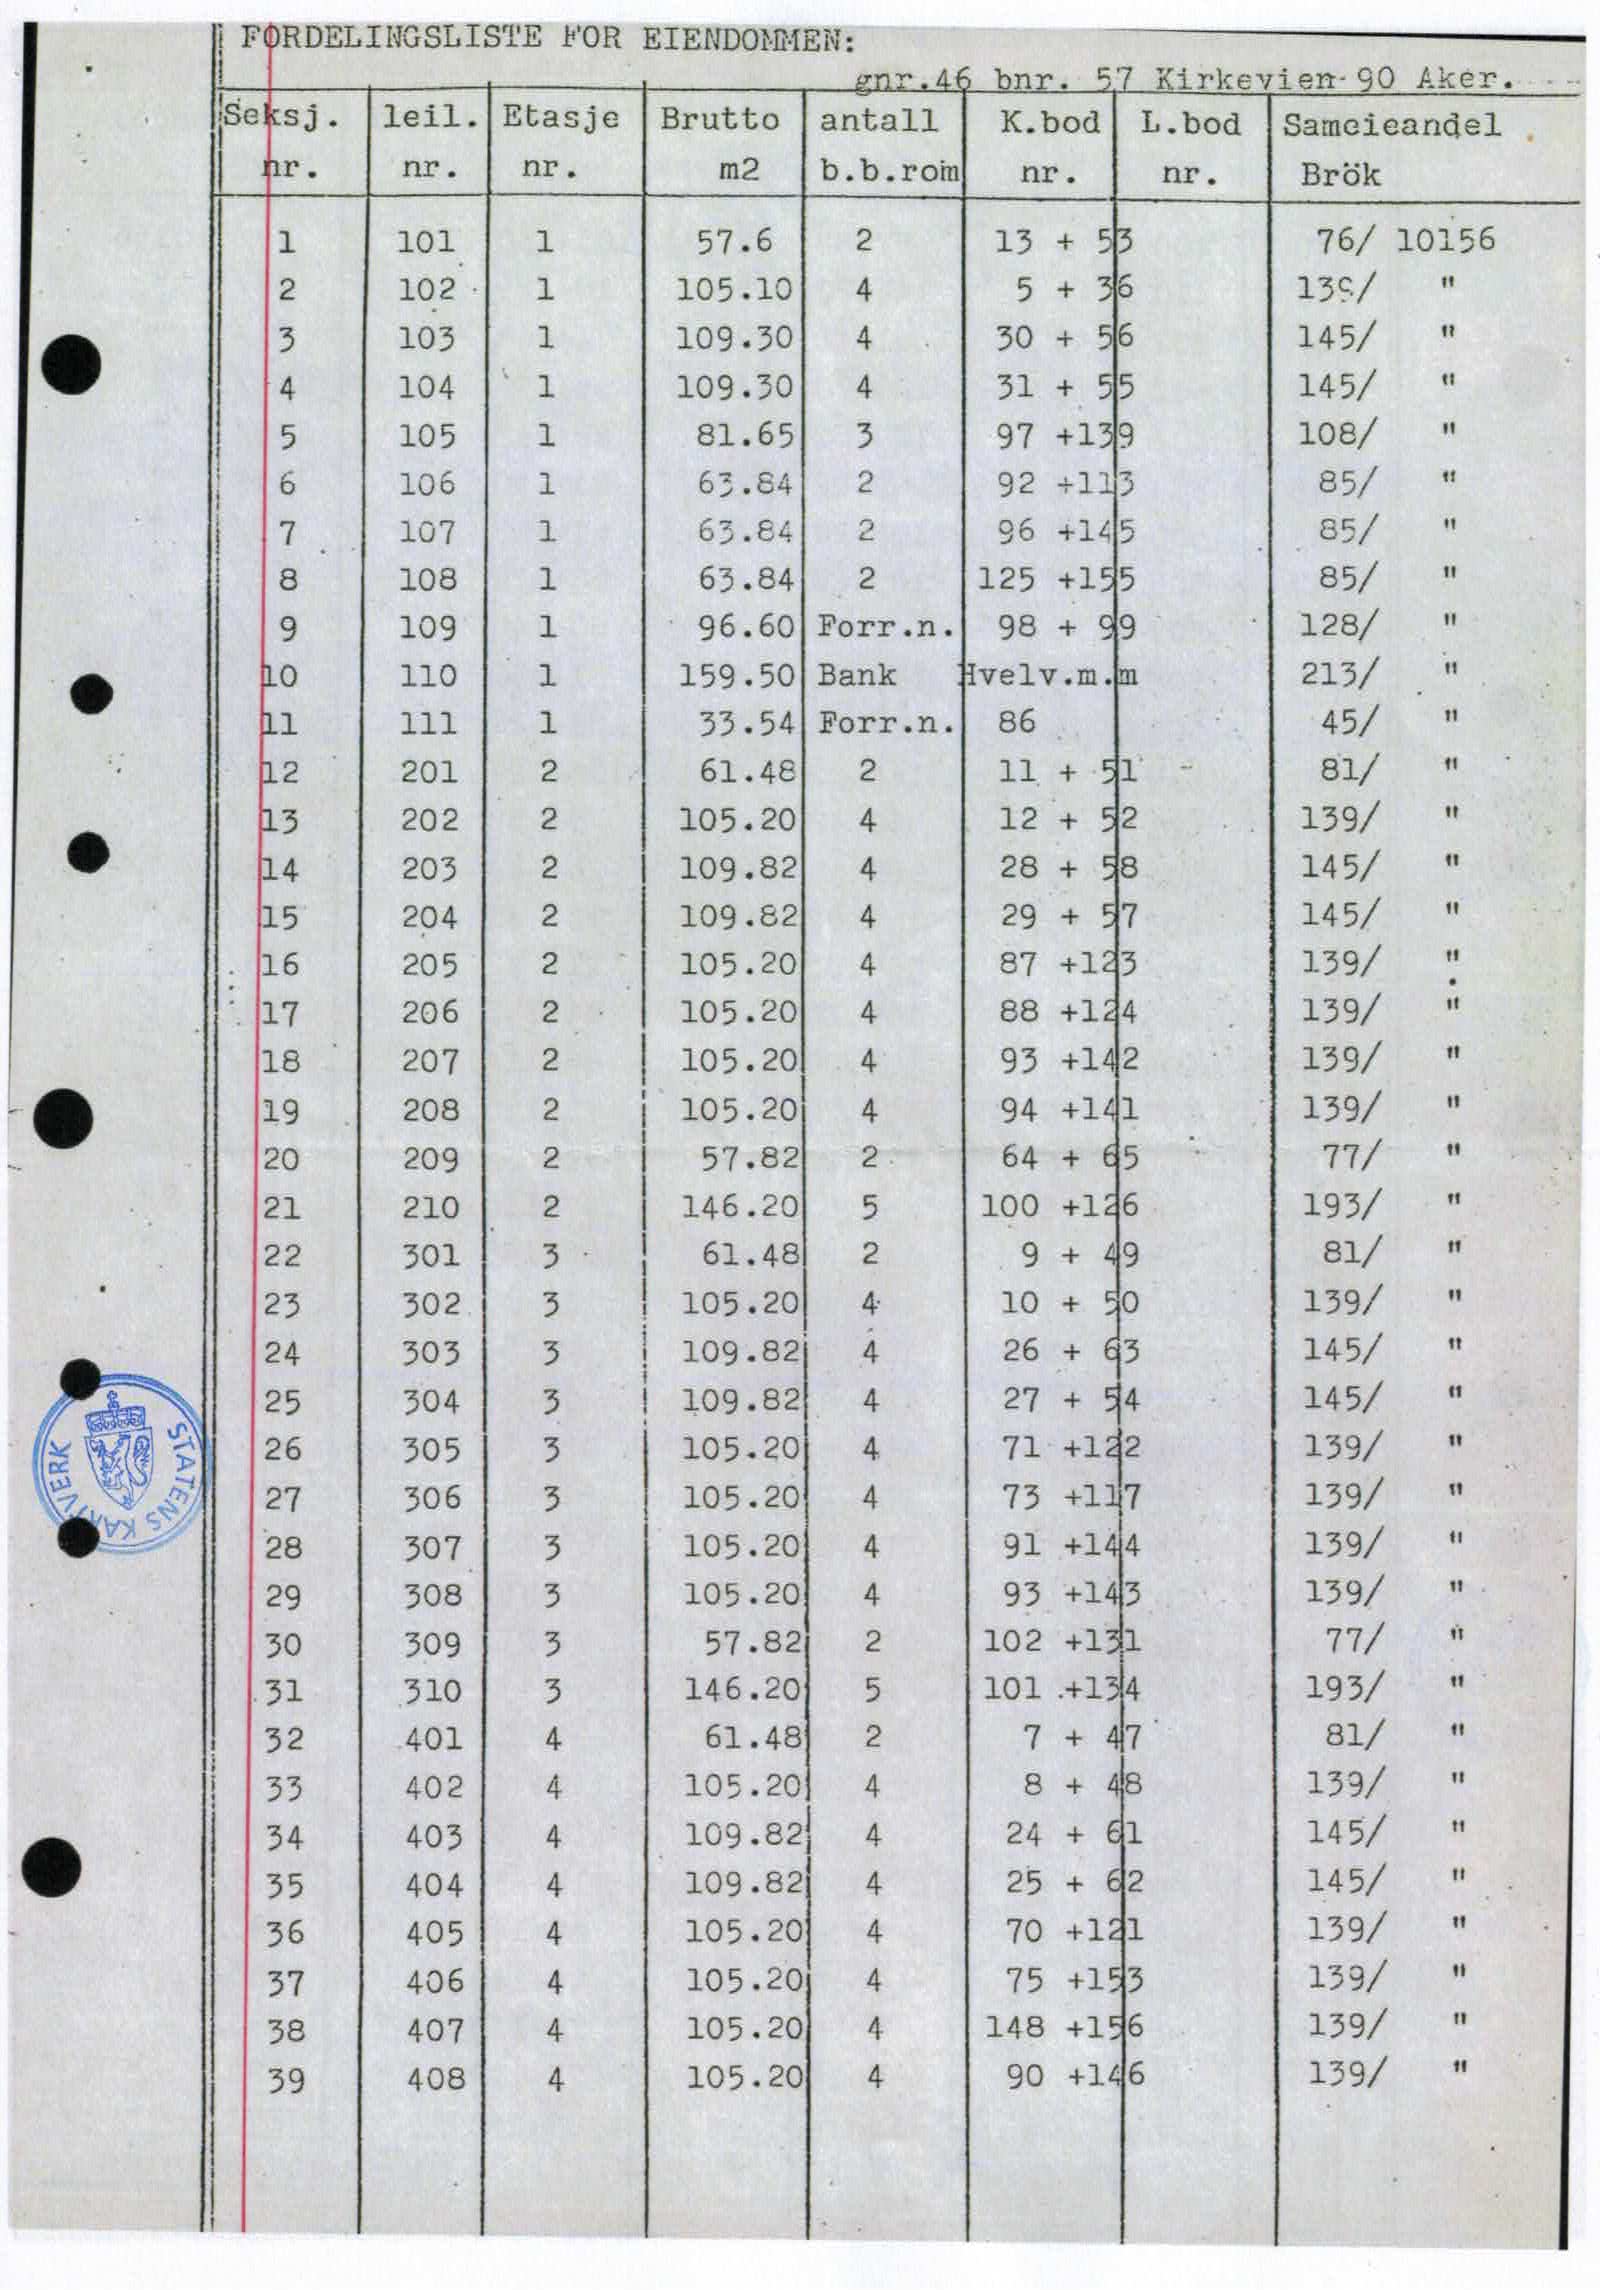 FORDELINGSLISTE FOR EIENDOMMEN:
gnr.46 bnr. 57 Kirkevien 90 Aker.
Seksj. leil. Etasje Brutto antall K.bod L.bod Sameieandel
nr. nr. nr. m2 b.b.rom nr. nr. Brök
1 101 1 57.6 2 13 + 53 76/ 10156
2 102 1 105.10 4 5 + 36 139/ "
3 103 1 109.30 4 30 + 56 145/ "
4 104 1 109.30 4 31 + 55 145/ "
5 105 1 81.65 3 97 +139 108/ "
6 106 1 63.84 2 92 +113 85/ "
7 107 1 63.84 2 96 +145 85/ "
8 108 1 63.84 2 125 +155 85/ "
9 109 1 96.60 Forr.n. 98 + 99 128/ "
10 110 1 159.50 Bank Hvelv.m.m 213/ "
11 111 1 33.54 Forr.n. 86 45/ "
12 201 2 61.48 2 11 + 51 81/ "
13 202 2 105.20 4 12 + 52 139/ "
14 203 2 109.82 4 28 + 58 145/ "
15 204 2 109.82 4 29 + 57 145/ "
16 205 2 105.20 4 87 +123 139/ "
17 206 2 105.20 4 88 +124 139/ "
18 207 2 105.20 4 93 +142 139/ "
19 208 2 105.20 4 94 +141 139/ "
20 209 2 57.82 2 64 + 65 77/ "
21 210 2 146.20 5 100 +126 193/ "
22 301 3 61.48 2 9 + 49 81/ "
23 302 3 105.20 4 10 + 50 139/ "
24 303 3 109.82 4 26 + 63 145/ "
25 304 3 109.82 4 27 + 54 145/ "
26 305 3 105.20 4 71 +122 139/ "
27 306 3 105.20 4 73 +117 139/ "
28 307 3 105.20 4 91 +144 139/ "
29 308 3 105.20 4 93 +143 139/ "
30 309 3 57.82 2 102 +131 77/ "
31 310 3 146.20 5 101 +134 193/ "
32 401 4 61.48 2 7 + 47 81/ "
33 402 4 105.20 4 8 + 48 139/ "
34 403 4 109.82 4 24 + 61 145/ "
35 404 4 109.82 4 25 + 62 145/ "
36 405 4 105.20 4 70 +121 139/ "
37 406 4 105.20 4 75 +153 139/ "
38 407 4 105.20 4 148 +156 139/ "
39 408 4 105.20 4 90 +146 139/ "
STATENS KARTVERK